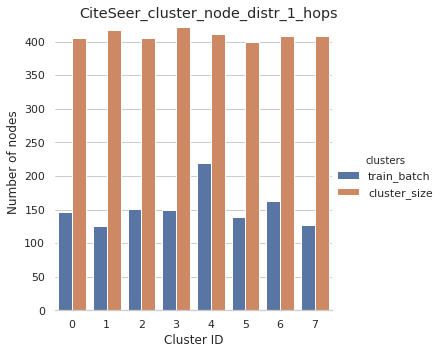 CiteSeer_cluster_node_distr_1_hops
Number of nodes
400
350
300
250
200
150
100
50
0
0 1 2 3 4 5 6 7
Cluster ID
clusters
train_batch
cluster_size